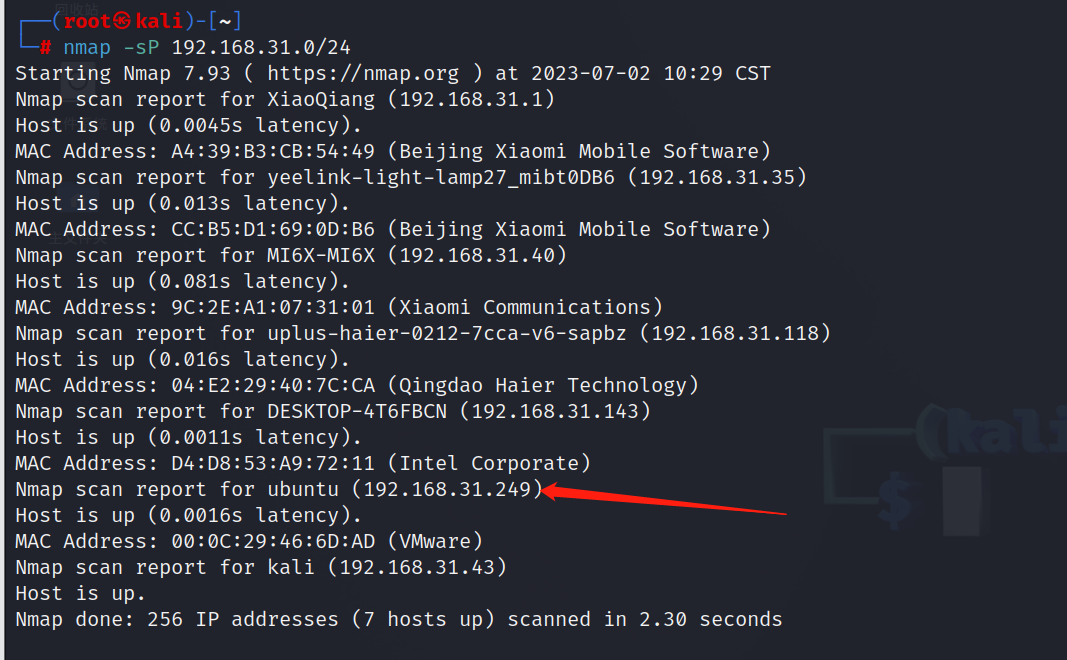 回收站
┌──(root㉿kali)-[~]
└─# nmap -sP 192.168.31.0/24
Starting Nmap 7.93 ( https://nmap.org ) at 2023-07-02 10:29 CST
Nmap scan report for XiaoQiang (192.168.31.1)
Host is up (0.0045s latency).
MAC Address: A4:39:B3:CB:54:49 (Beijing Xiaomi Mobile Software)
Nmap scan report for yeelink-light-lamp27_mibt0DB6 (192.168.31.35)
Host is up (0.013s latency).
MAC Address: CC:B5:D1:69:0D:B6 (Beijing Xiaomi Mobile Software)
Nmap scan report for MI6X-MI6X (192.168.31.40)
Host is up (0.081s latency).
MAC Address: 9C:2E:A1:07:31:01 (Xiaomi Communications)
Nmap scan report for uplus-haier-0212-7cca-v6-sapbz (192.168.31.118)
Host is up (0.016s latency).
MAC Address: 04:E2:29:40:7C:CA (Qingdao Haier Technology)
Nmap scan report for DESKTOP-4T6FBCN (192.168.31.143)
Host is up (0.0011s latency).
MAC Address: D4:D8:53:A9:72:11 (Intel Corporate)
Nmap scan report for ubuntu (192.168.31.249)
Host is up (0.0016s latency).
MAC Address: 00:0C:29:46:6D:AD (VMware)
Nmap scan report for kali (192.168.31.43)
Host is up.
Nmap done: 256 IP addresses (7 hosts up) scanned in 2.30 seconds
(kali
$